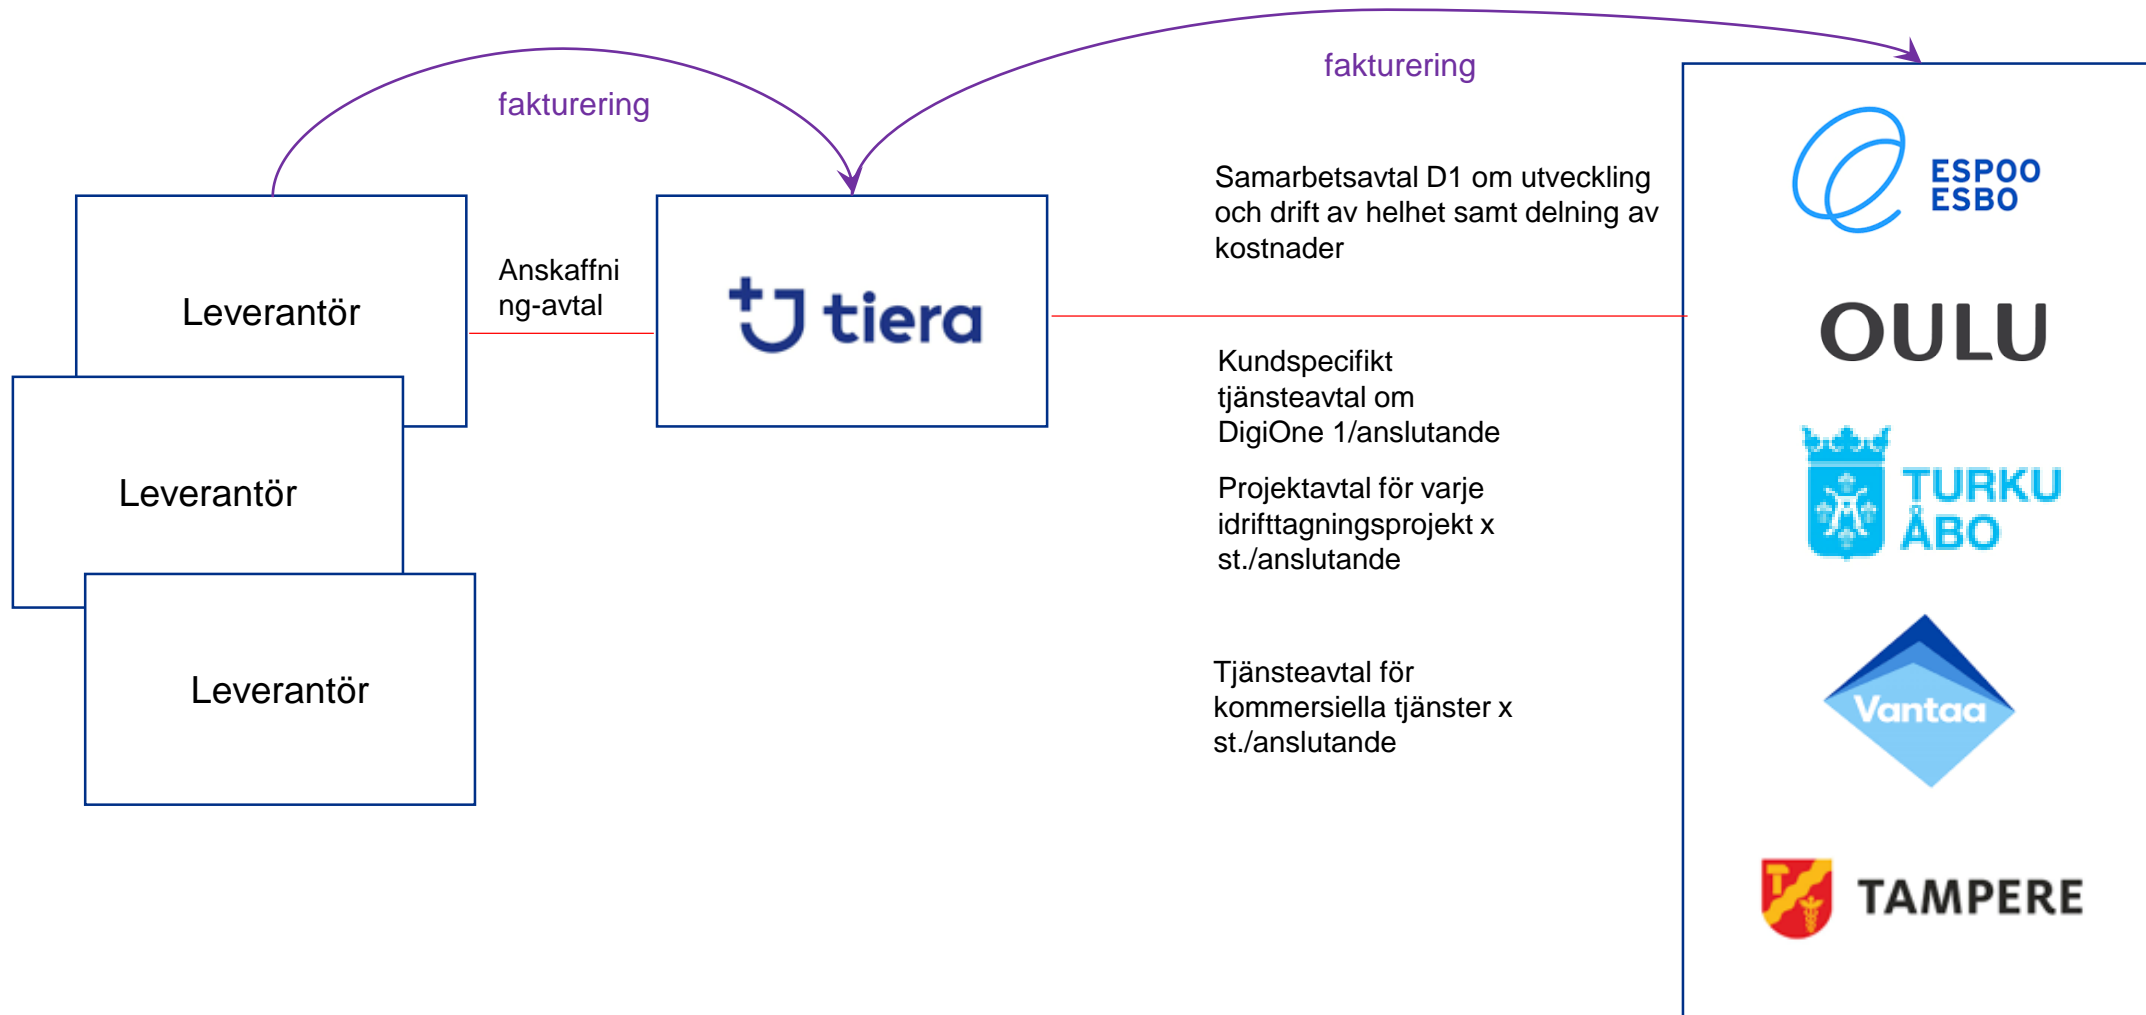 fakturering
fakturering
Leverantör
Leverantör
Leverantör
Anskaffni
ng-avtal
tiera
Samarbetsavtal D1 om utveckling
och drift av helhet samt delning av
kostnader
Kundspecifikt
tjänsteavtal om
DigiOne 1/anslutande
Projektavtal för varje
idrifttagningsprojekt x
st./anslutande
Tjänsteavtal för
kommersiella tjänster x
st./anslutande
ESPOO
ESBO
OULU
TURKU
ÅBO
Vantaa
TAMPERE